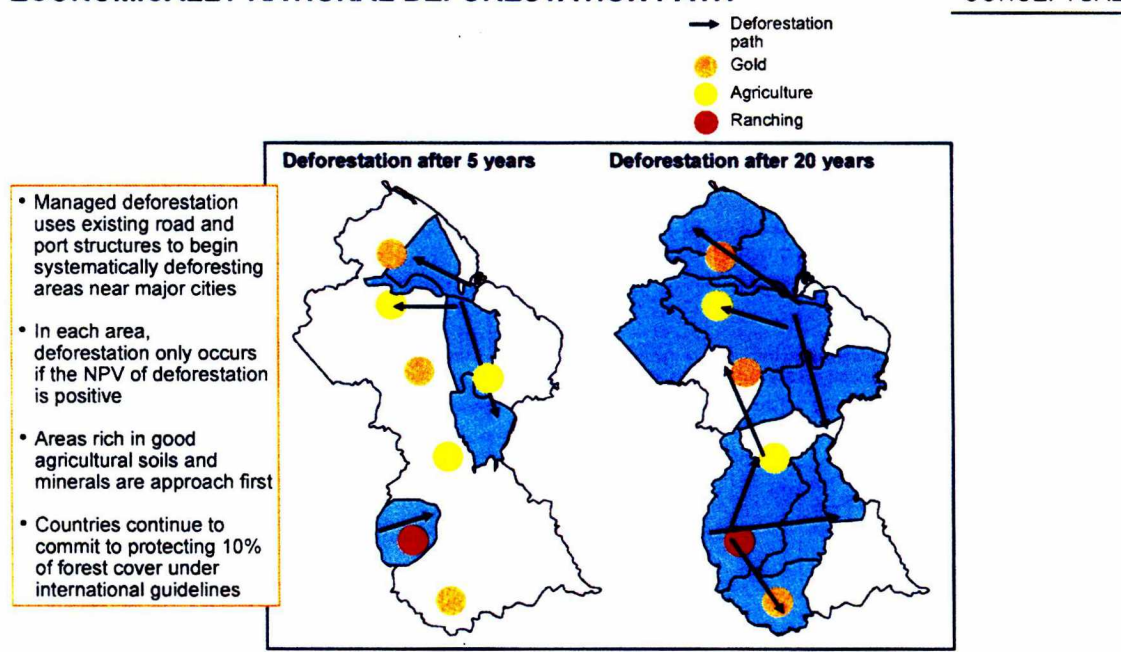 Deforestation
path
Gold
Agriculture
Ranching
Deforestation after 5 years
Deforestation after 20 years
• Managed deforestation
uses existing road and
port structures to begin
systematically deforesting
areas near major cities
• In each area,
deforestation only occurs
if the NPV of deforestation
is positive
• Areas rich in good
agricultural soils and
minerals are approach first
• Countries continue to
commit to protecting 10%
of forest cover under
international guidelines